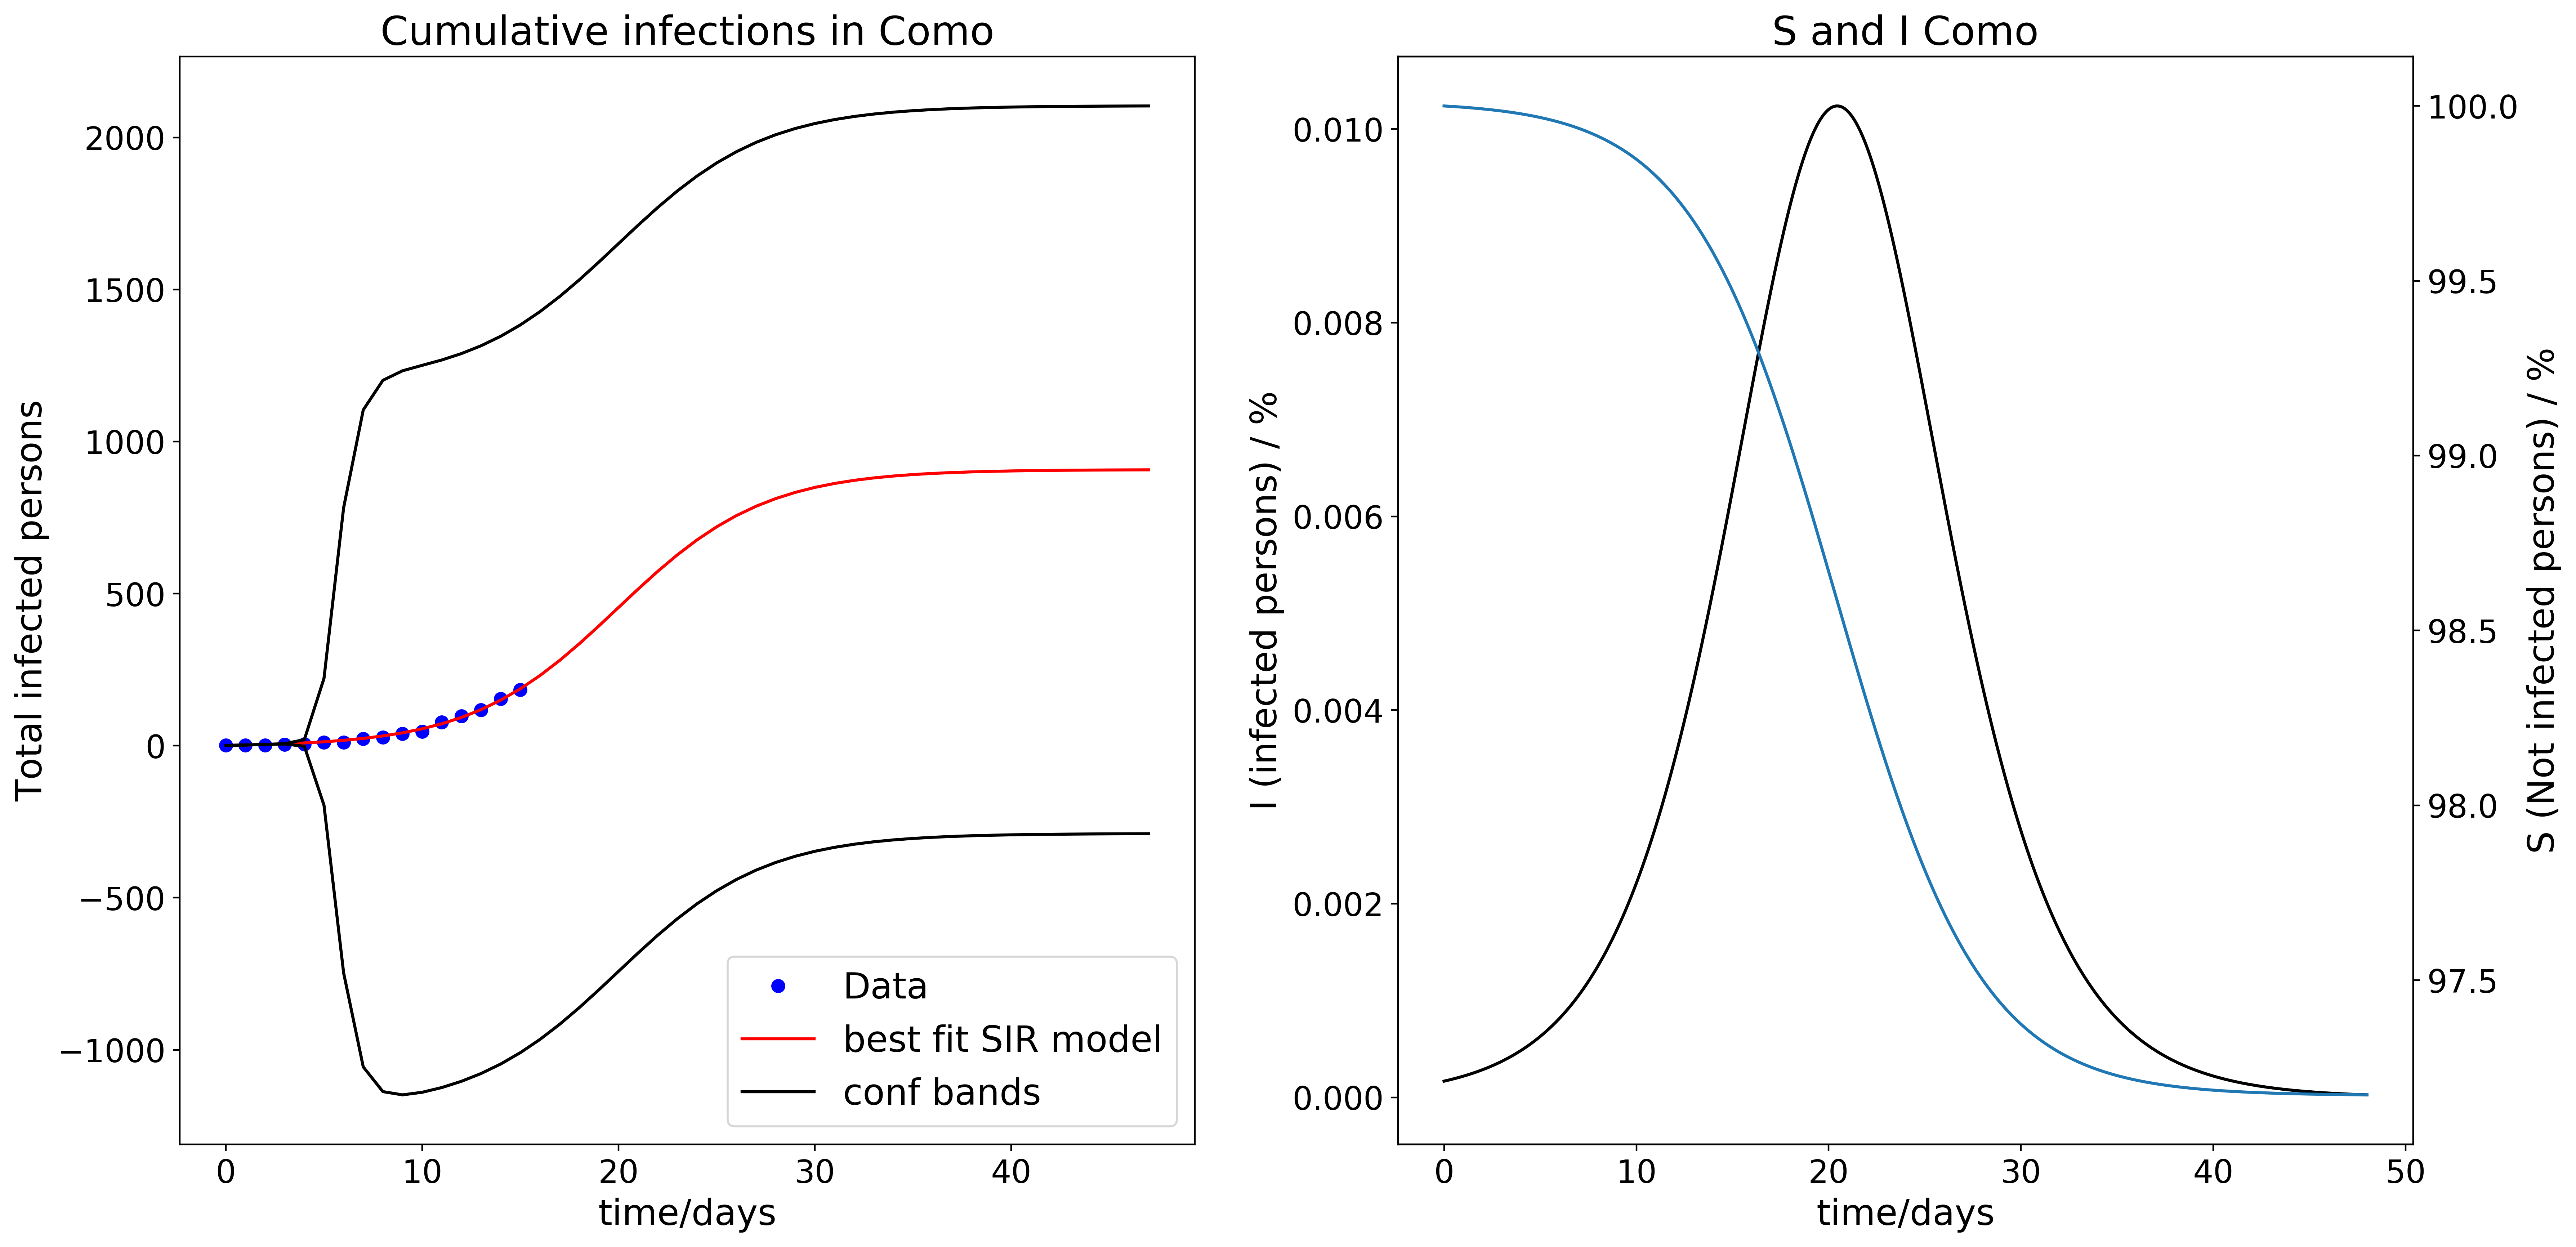 Cumulative infections in Como
Total infected persons
2000
1500
1000
500
0
−500
−1000
0 10 20 30 40
time/days
Data
best fit SIR model
conf bands
S and I Como
I (infected persons) / %
0.010
0.008
0.006
0.004
0.002
0.000
0 10 20 30 40 50
time/days
100.0
99.5
99.0
98.5
98.0
97.5
S (Not infected persons) / %